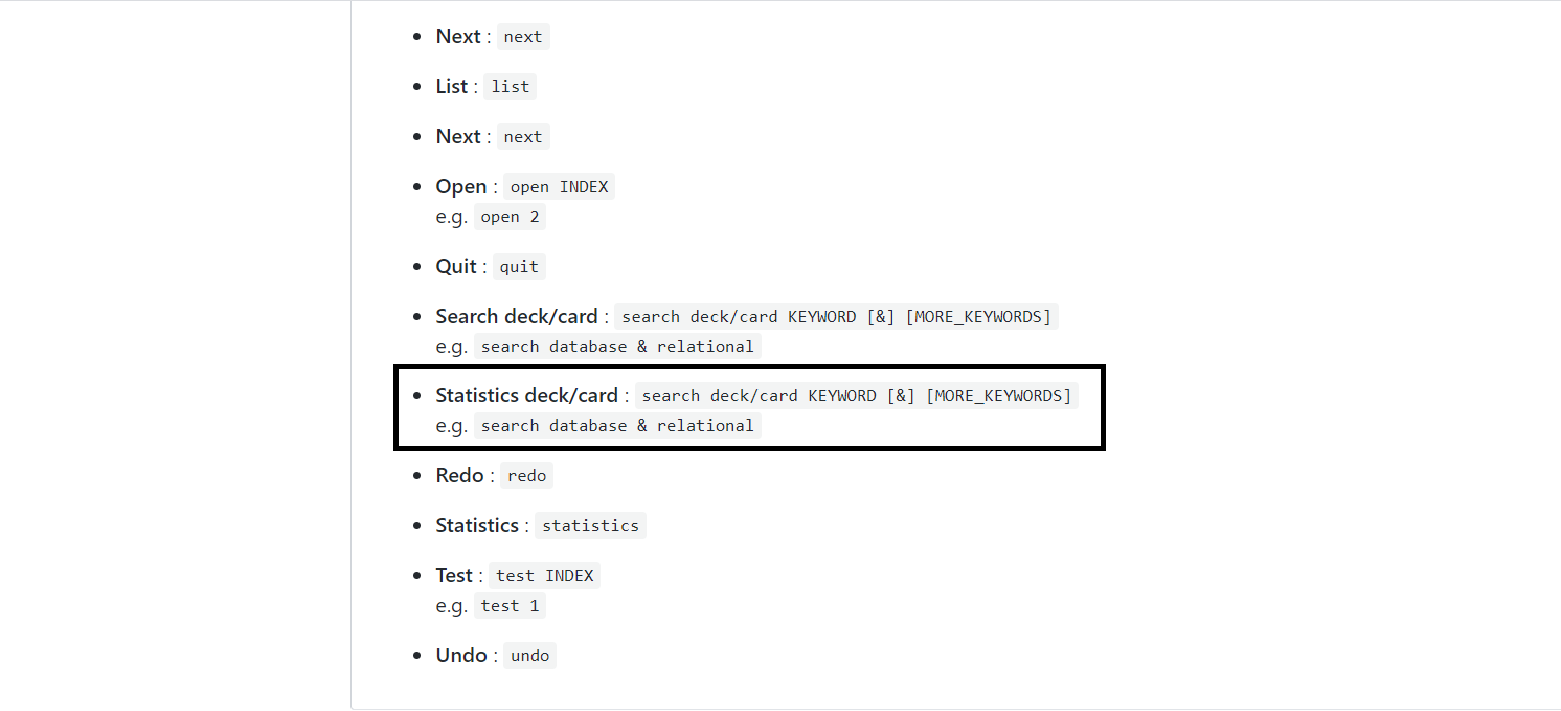 Next : next
List : list
Next : next
Open : open INDEX
e.g. open 2
Quit : quit
Search deck/card : search deck/card KEYWORD [&] [MORE_KEYWORDS]
e.g. search database & relational
Statistics deck/card : search deck/card KEYWORD [&] [MORE_KEYWORDS]
e.g. search database & relational
Redo : redo
Statistics : statistics
Test : test INDEX
e.g. test 1
Undo : undo